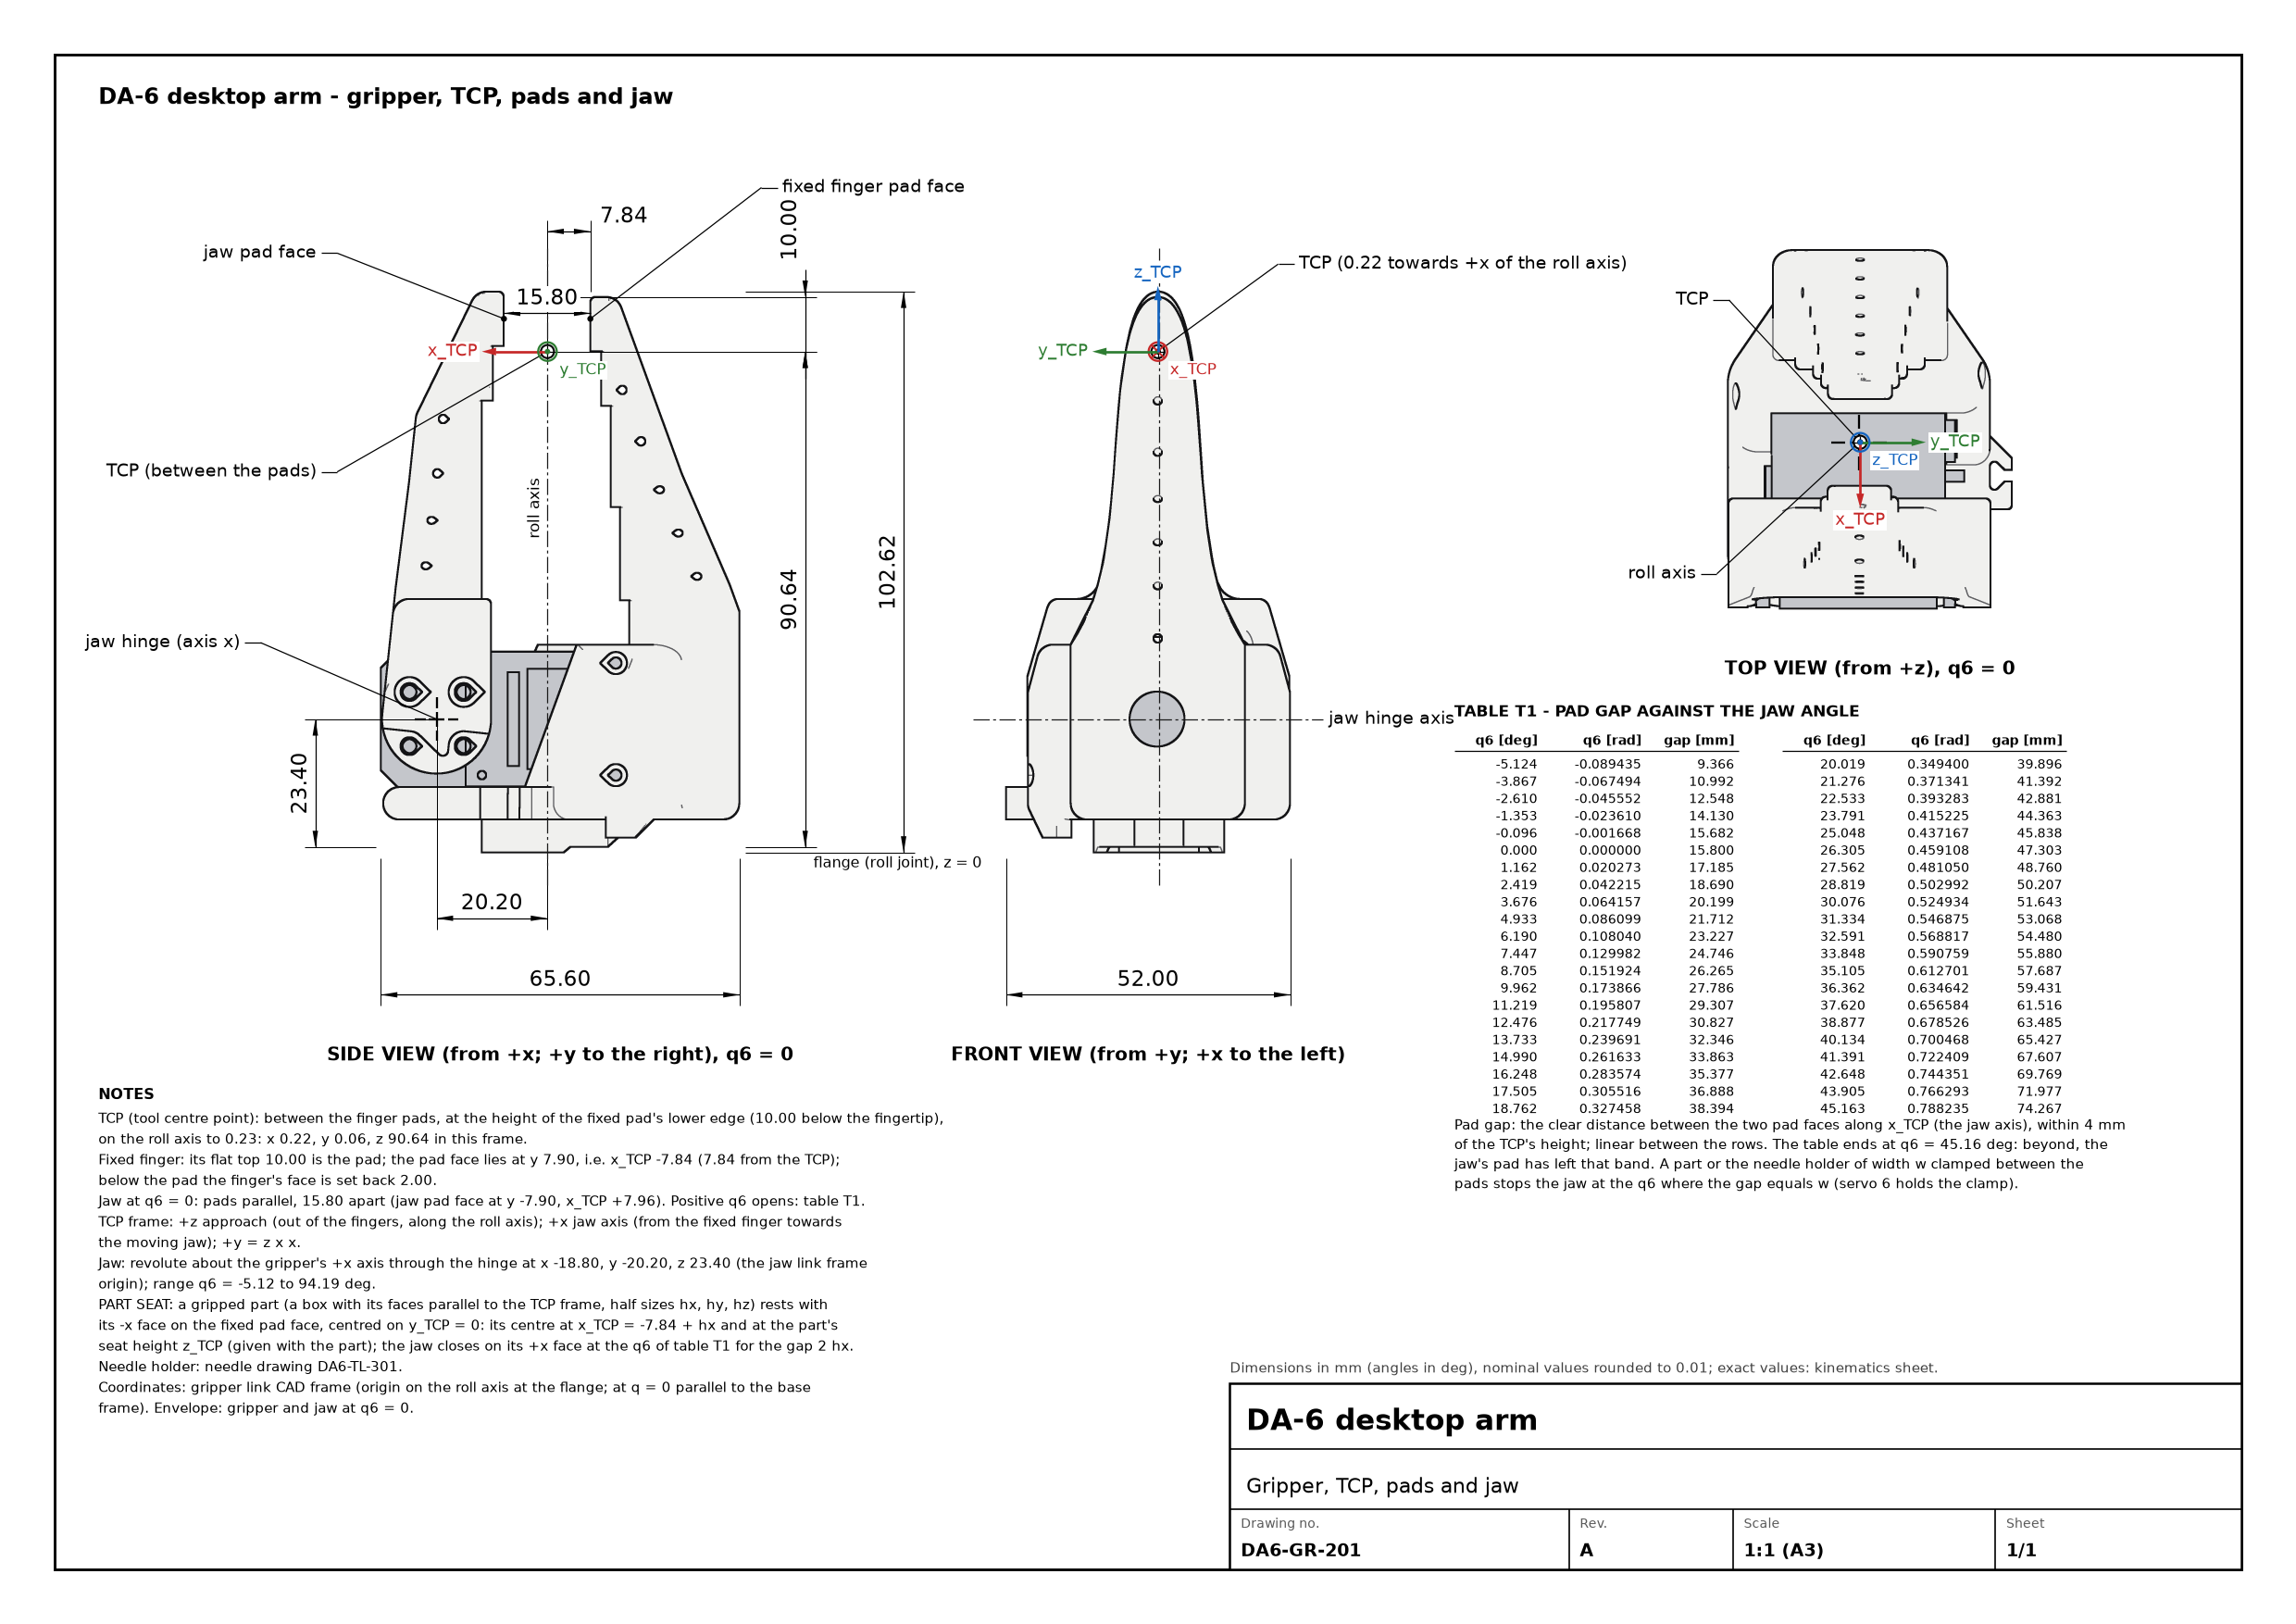 DA-6 desktop arm - gripper, TCP, pads and jaw
fixed finger pad face
7.84
10.00
jaw pad face
15.80
x_TCP
y_TCP
TCP (between the pads)
roll axis
jaw hinge (axis x)
23.40
90.64
102.62
flange (roll joint), z = 0
20.20
65.60
SIDE VIEW (from +x; +y to the right), q6 = 0
z_TCP
TCP (0.22 towards +x of the roll axis)
y_TCP
x_TCP
jaw hinge axis
52.00
FRONT VIEW (from +y; +x to the left)
TCP
y_TCP
z_TCP
x_TCP
roll axis
TOP VIEW (from +z), q6 = 0
TABLE T1 - PAD GAP AGAINST THE JAW ANGLE
q6 [deg] q6 [rad] gap [mm] q6 [deg] q6 [rad] gap [mm]
-5.124 -0.089435 9.366 20.019 0.349400 39.896
-3.867 -0.067494 10.992 21.276 0.371341 41.392
-2.610 -0.045552 12.548 22.533 0.393283 42.881
-1.353 -0.023610 14.130 23.791 0.415225 44.363
-0.096 -0.001668 15.682 25.048 0.437167 45.838
0.000 0.000000 15.800 26.305 0.459108 47.303
1.162 0.020273 17.185 27.562 0.481050 48.760
2.419 0.042215 18.690 28.819 0.502992 50.207
3.676 0.064157 20.199 30.076 0.524934 51.643
4.933 0.086099 21.712 31.334 0.546875 53.068
6.190 0.108040 23.227 32.591 0.568817 54.480
7.447 0.129982 24.746 33.848 0.590759 55.880
8.705 0.151924 26.265 35.105 0.612701 57.687
9.962 0.173866 27.786 36.362 0.634642 59.431
11.219 0.195807 29.307 37.620 0.656584 61.516
12.476 0.217749 30.827 38.877 0.678526 63.485
13.733 0.239691 32.346 40.134 0.700468 65.427
14.990 0.261633 33.863 41.391 0.722409 67.607
16.248 0.283574 35.377 42.648 0.744351 69.769
17.505 0.305516 36.888 43.905 0.766293 71.977
18.762 0.327458 38.394 45.163 0.788235 74.267
Pad gap: the clear distance between the two pad faces along x_TCP (the jaw axis), within 4 mm
of the TCP's height; linear between the rows. The table ends at q6 = 45.16 deg: beyond, the
jaw's pad has left that band. A part or the needle holder of width w clamped between the
pads stops the jaw at the q6 where the gap equals w (servo 6 holds the clamp).
NOTES
TCP (tool centre point): between the finger pads, at the height of the fixed pad's lower edge (10.00 below the fingertip),
on the roll axis to 0.23: x 0.22, y 0.06, z 90.64 in this frame.
Fixed finger: its flat top 10.00 is the pad; the pad face lies at y 7.90, i.e. x_TCP -7.84 (7.84 from the TCP);
below the pad the finger's face is set back 2.00.
Jaw at q6 = 0: pads parallel, 15.80 apart (jaw pad face at y -7.90, x_TCP +7.96). Positive q6 opens: table T1.
TCP frame: +z approach (out of the fingers, along the roll axis); +x jaw axis (from the fixed finger towards
the moving jaw); +y = z x x.
Jaw: revolute about the gripper's +x axis through the hinge at x -18.80, y -20.20, z 23.40 (the jaw link frame
origin); range q6 = -5.12 to 94.19 deg.
PART SEAT: a gripped part (a box with its faces parallel to the TCP frame, half sizes hx, hy, hz) rests with
its -x face on the fixed pad face, centred on y_TCP = 0: its centre at x_TCP = -7.84 + hx and at the part's
seat height z_TCP (given with the part); the jaw closes on its +x face at the q6 of table T1 for the gap 2 hx.
Needle holder: needle drawing DA6-TL-301.
Coordinates: gripper link CAD frame (origin on the roll axis at the flange; at q = 0 parallel to the base
frame). Envelope: gripper and jaw at q6 = 0.
Dimensions in mm (angles in deg), nominal values rounded to 0.01; exact values: kinematics sheet.
DA-6 desktop arm
Gripper, TCP, pads and jaw
Drawing no. Rev. Scale Sheet
DA6-GR-201 A 1:1 (A3) 1/1